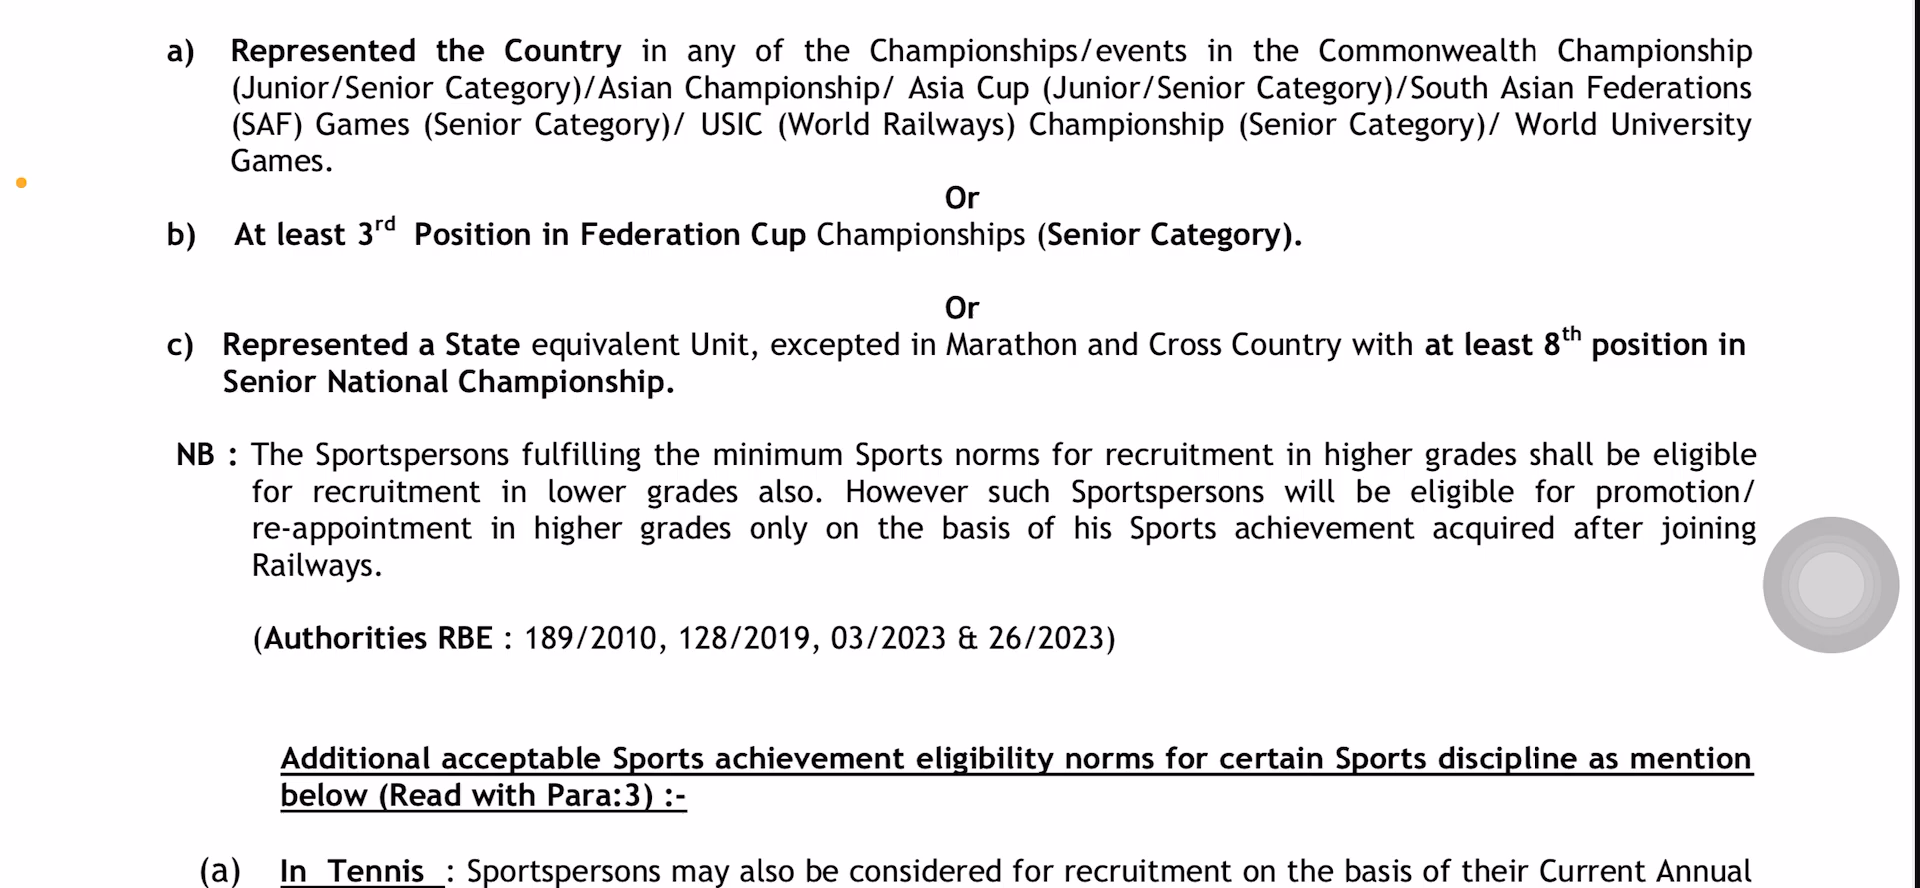 a) Represented the Country in any of the Championships/events in the Commonwealth Championship
(Junior/Senior Category)/Asian Championship/ Asia Cup (Junior/Senior Category)/South Asian Federations
(SAF) Games (Senior Category)/ USIC (World Railways) Championship (Senior Category)/ World University
Games.
Or
b) At least 3rd Position in Federation Cup Championships (Senior Category).
Or
c) Represented a State equivalent Unit, excepted in Marathon and Cross Country with at least 8th position in
Senior National Championship.
NB : The Sportspersons fulfilling the minimum Sports norms for recruitment in higher grades shall be eligible
for recruitment in lower grades also. However such Sportspersons will be eligible for promotion/
re-appointment in higher grades only on the basis of his Sports achievement acquired after joining
Railways.
(Authorities RBE : 189/2010, 128/2019, 03/2023 & 26/2023)
Additional acceptable Sports achievement eligibility norms for certain Sports discipline as mention
below (Read with Para:3) :-
(a) In Tennis : Sportspersons may also be considered for recruitment on the basis of their Current Annual